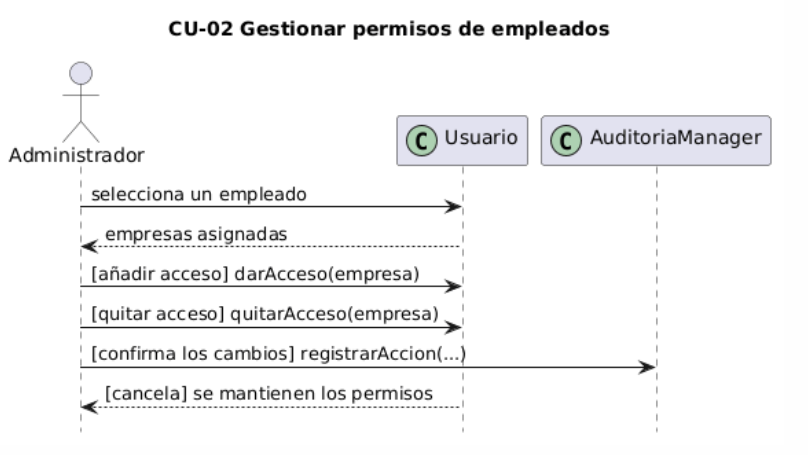 CU-02 Gestionar permisos de empleados
Administrador
C Usuario
C AuditoriaManager
selecciona un empleado
empresas asignadas
[añadir acceso] darAcceso(empresa)
[quitar acceso] quitarAcceso(empresa)
[confirma los cambios] registrarAccion(...)
[cancela] se mantienen los permisos